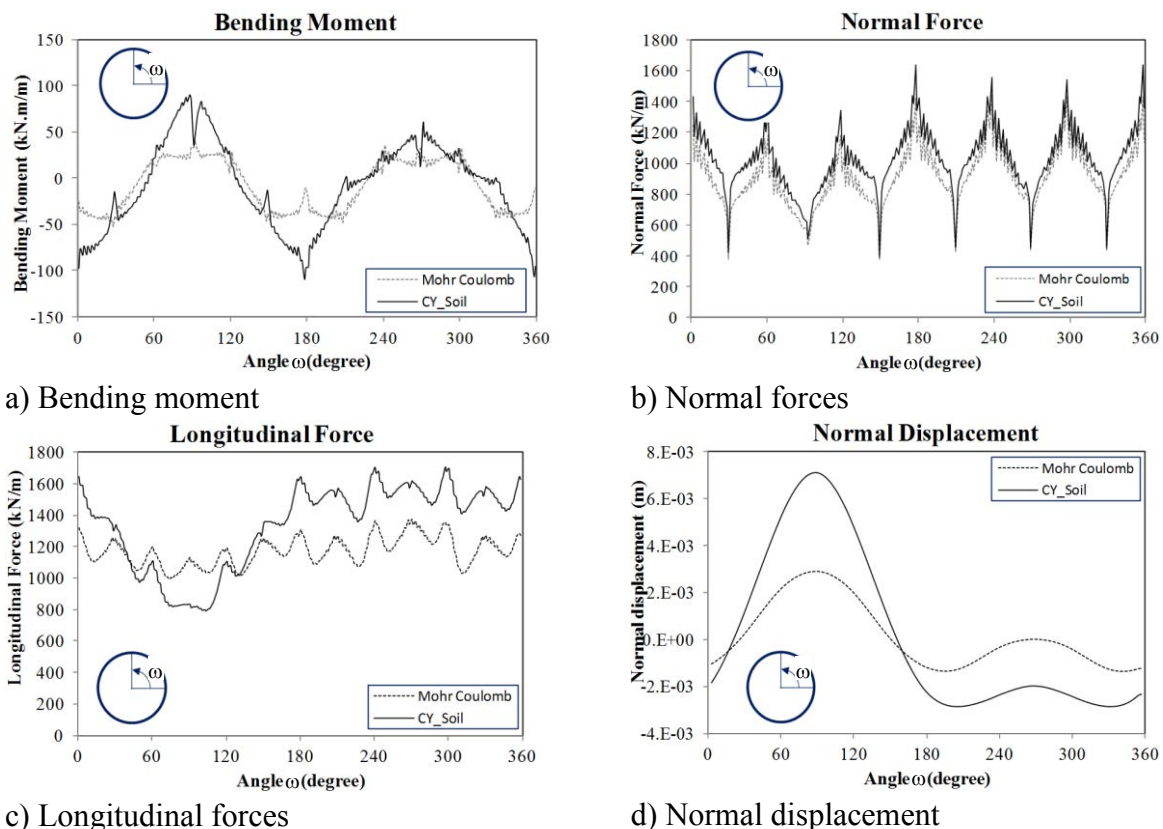 Bending Moment
150
100
50
0
-50
-100
-150
Bending Moment (kN.m/m)
ω
Mohr Coulomb
CY_Soil
0 60 120 180 240 300 360
Angle ω(degree)
a) Bending moment
Normal Force
1800
1600
1400
1200
1000
800
600
400
200
0
Normal Force (kN/m)
ω
Mohr Coulomb
CY_Soil
0 60 120 180 240 300 360
Angle ω(degree)
b) Normal forces
Longitudinal Force
1800
1600
1400
1200
1000
800
600
400
200
0
Longitudinal Force (kN/m)
ω
Mohr Coulomb
CY_Soil
0 60 120 180 240 300 360
Angle ω(degree)
c) Longitudinal forces
Normal Displacement
8.E-03
6.E-03
4.E-03
2.E-03
0.E+00
-2.E-03
-4.E-03
Normal displacement (m)
Mohr Coulomb
CY_Soil
ω
0 60 120 180 240 300 360
Angle ω(degree)
d) Normal displacement